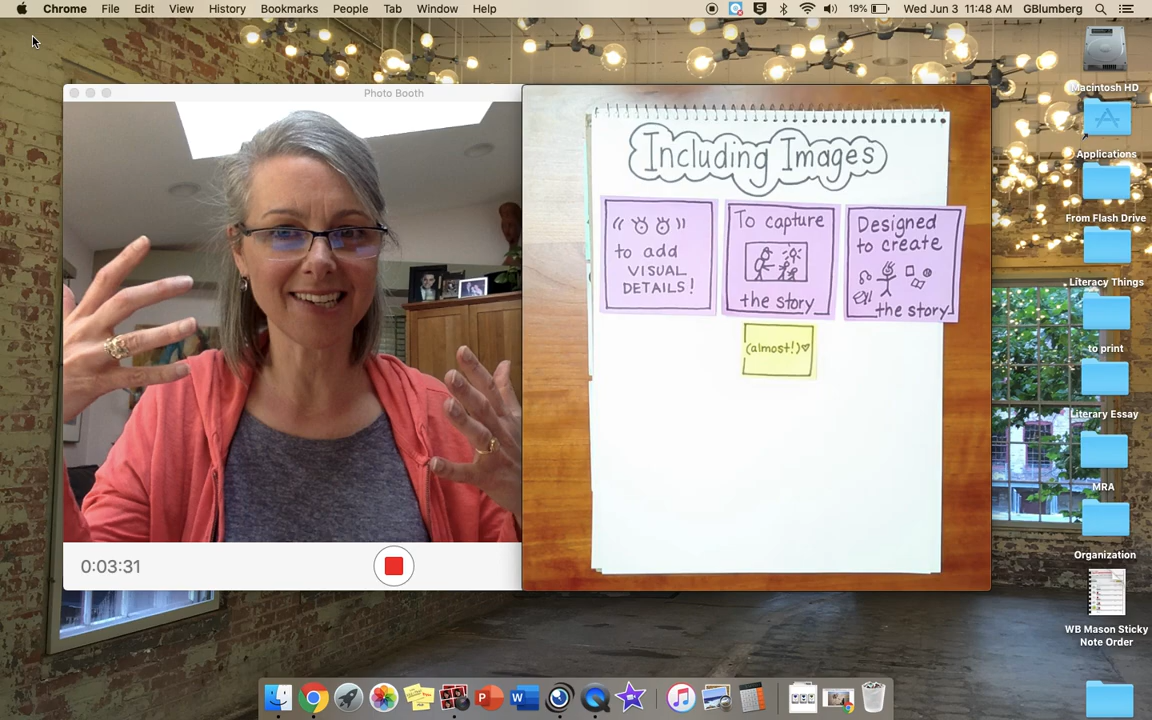 Chrome File Edit View History Bookmarks People Tab Window Help
19% Wed Jun 3 11:48 AM GBlumberg
Photo Booth
0:03:31
Including Images
to add
VISUAL
DETAILS!
To capture
the story
Designed
to create
the story
(almost!)♡
Macintosh HD
Applications
From Flash Drive
Literacy Things
to print
Literary Essay
MRA
Organization
WB Mason Sticky
Note Order